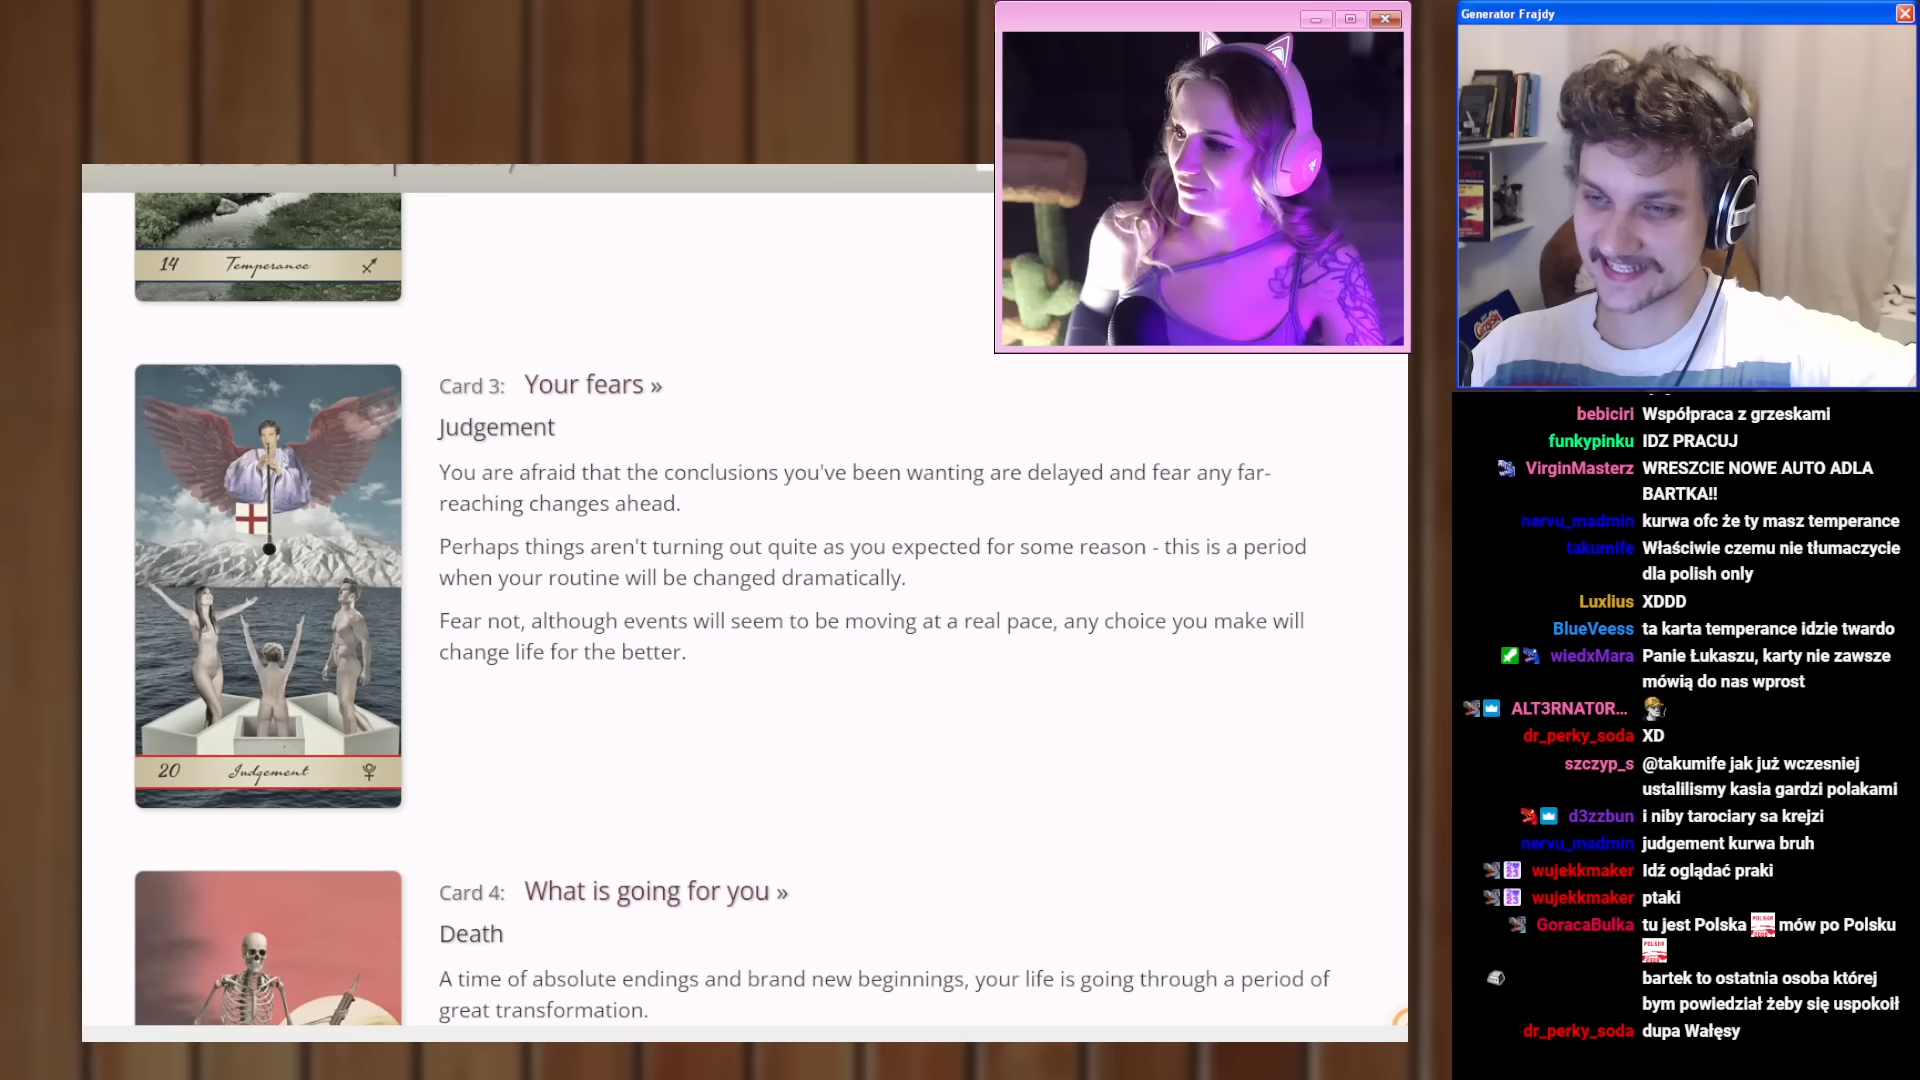 Generator Frajdy
14 Temperance
Card 3: Your fears »
Judgement
You are afraid that the conclusions you've been wanting are delayed and fear any far-
reaching changes ahead.
Perhaps things aren't turning out quite as you expected for some reason - this is a period
when your routine will be changed dramatically.
Fear not, although events will seem to be moving at a real pace, any choice you make will
change life for the better.
20 Judgement
Card 4: What is going for you »
Death
A time of absolute endings and brand new beginnings, your life is going through a period of
great transformation.
bebiciri Współpraca z grzeskami
funkypinku IDZ PRACUJ
VirginMasterz WRESZCIE NOWE AUTO ADLA
BARTKA!!
nervu_madmin kurwa ofc że ty masz temperance
takumife Właściwie czemu nie tłumaczycie
dla polish only
Luxlius XDDD
BlueVeess ta karta temperance idzie twardo
wiedxMara Panie Łukaszu, karty nie zawsze
mówią do nas wprost
ALT3RNAT0R...
dr_perky_soda XD
szczyp_s @takumife jak już wczesniej
ustalilismy kasia gardzi polakami
d3zzbun i niby tarociary sa krejzi
nervu_madmin judgement kurwa bruh
wujekkmaker Idź oglądać praki
wujekkmaker ptaki
GoracaBulka tu jest Polska POLSKA mów po Polsku
POLSKA
bartek to ostatnia osoba której
bym powiedział żeby się uspokoił
dr_perky_soda dupa Wałęsy